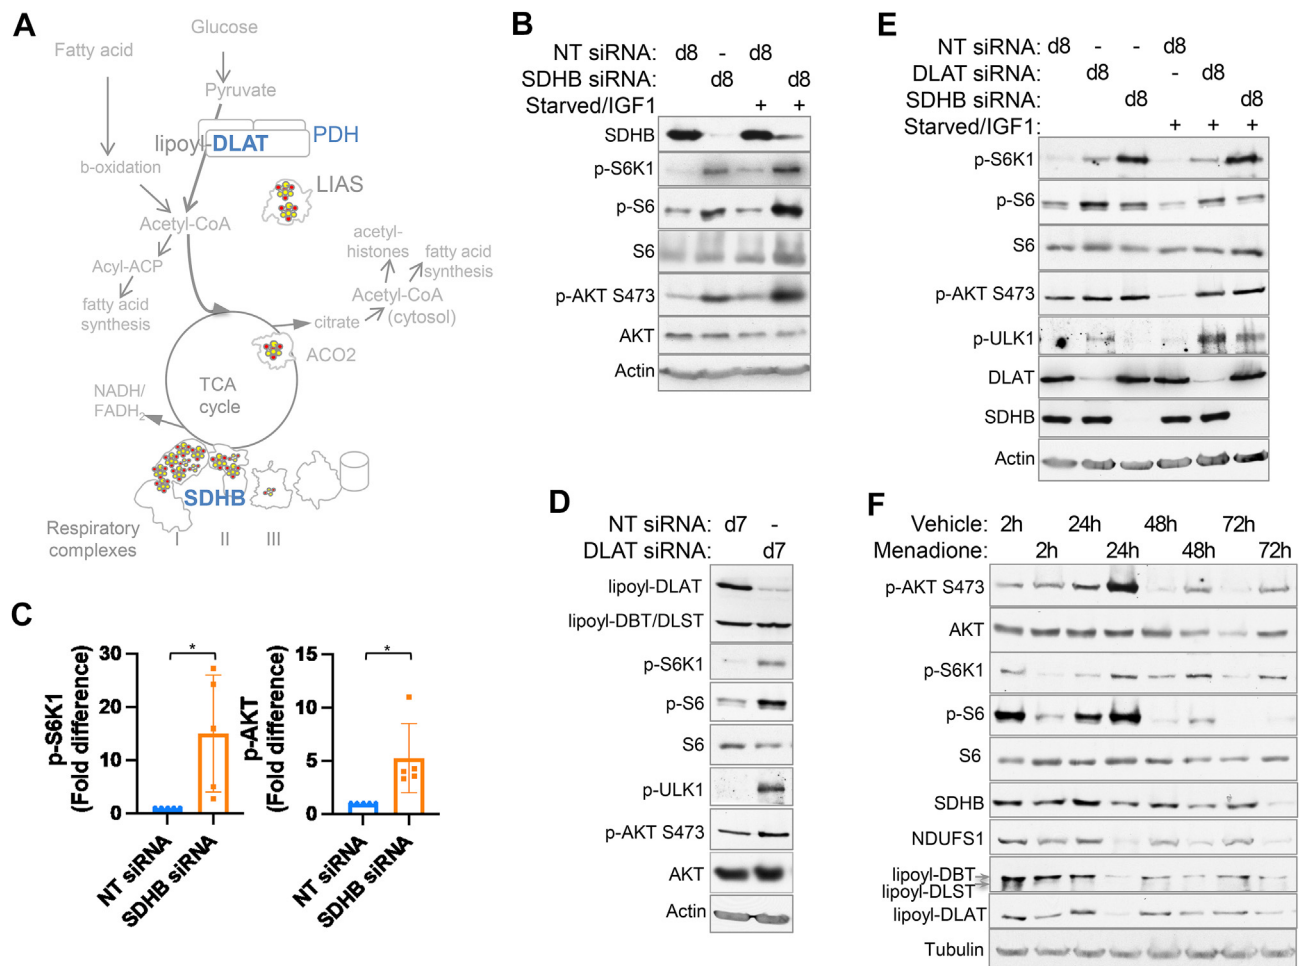 A
Glucose
Fatty acid
Pyruvate
lipoyl-DLAT
PDH
b-oxidation
LIAS
Acetyl-CoA
acetyl-
histones
fatty acid
synthesis
Acyl-ACP
fatty acid
synthesis
Acetyl-CoA
(cytosol)
citrate
ACO2
TCA
cycle
NADH/
FADH2
SDHB
Respiratory
complexes
I II III
B
NT siRNA: d8 - d8
SDHB siRNA: d8 d8
Starved/IGF1: + +
SDHB
p-S6K1
p-S6
S6
p-AKT S473
AKT
Actin
C
p-S6K1
(Fold difference)
30
20
10
0
*
NT siRNA
SDHB siRNA
p-AKT
(Fold difference)
15
10
5
0
*
NT siRNA
SDHB siRNA
D
NT siRNA: d7 -
DLAT siRNA: d7
lipoyl-DLAT
lipoyl-DBT/DLST
p-S6K1
p-S6
S6
p-ULK1
p-AKT S473
AKT
Actin
E
NT siRNA: d8 - - d8
DLAT siRNA: d8 - d8
SDHB siRNA: d8 d8
Starved/IGF1: + + +
p-S6K1
p-S6
S6
p-AKT S473
p-ULK1
DLAT
SDHB
Actin
F
Vehicle: 2h 24h 48h 72h
Menadione: 2h 24h 48h 72h
p-AKT S473
AKT
p-S6K1
p-S6
S6
SDHB
NDUFS1
lipoyl-DBT
lipoyl-DLST
lipoyl-DLAT
Tubulin